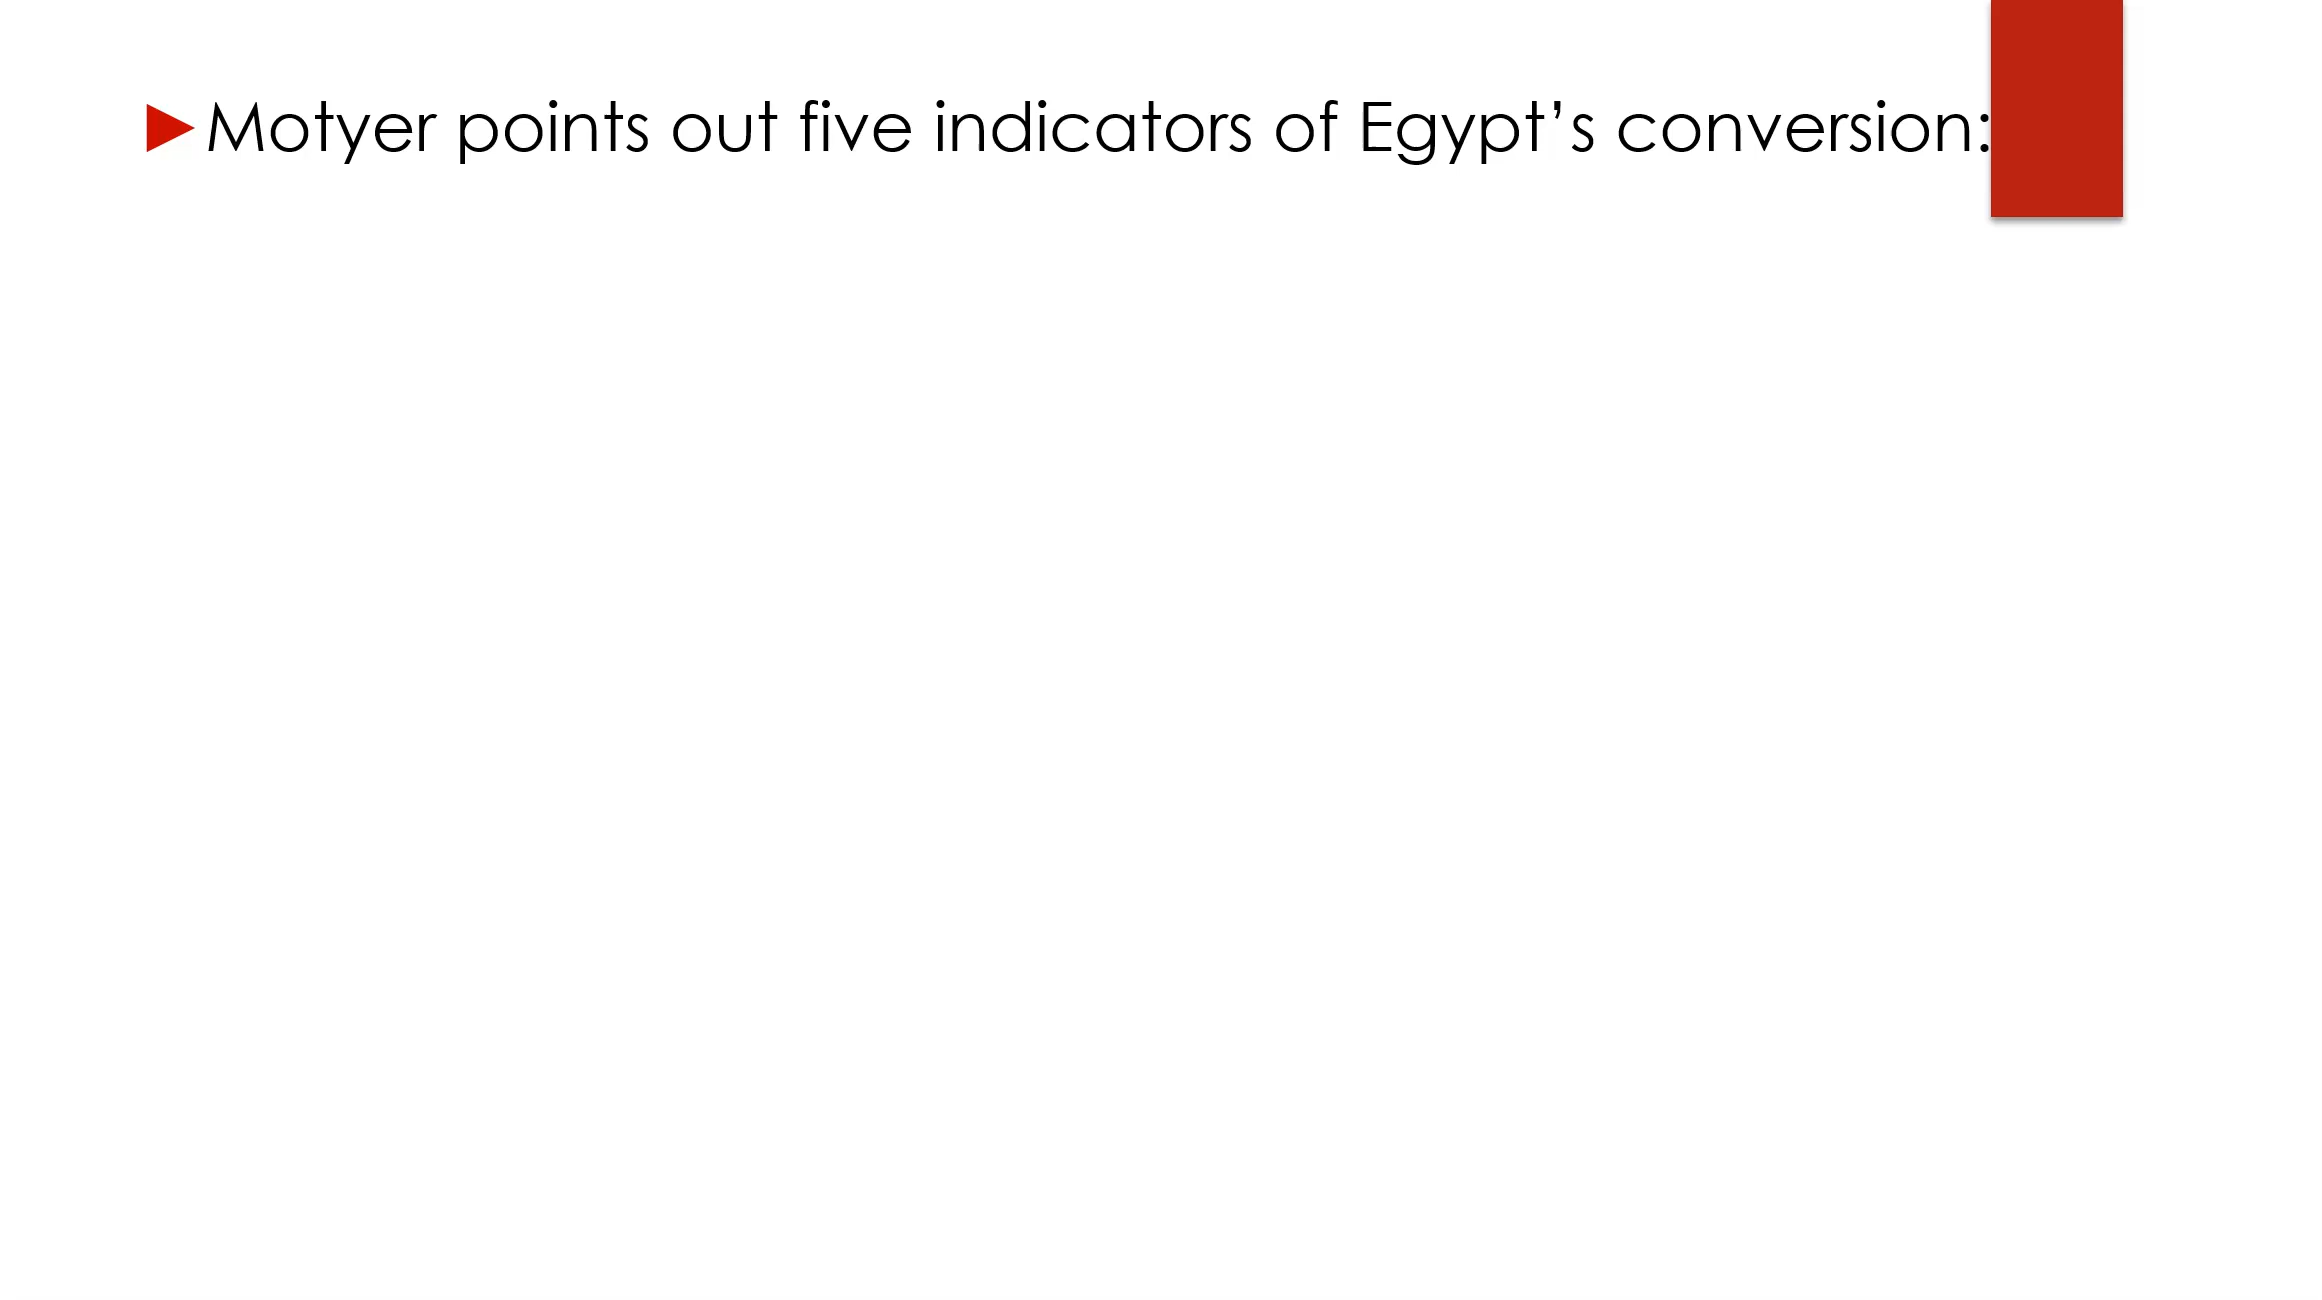 ►Motyer points out five indicators of Egypt’s conversion: